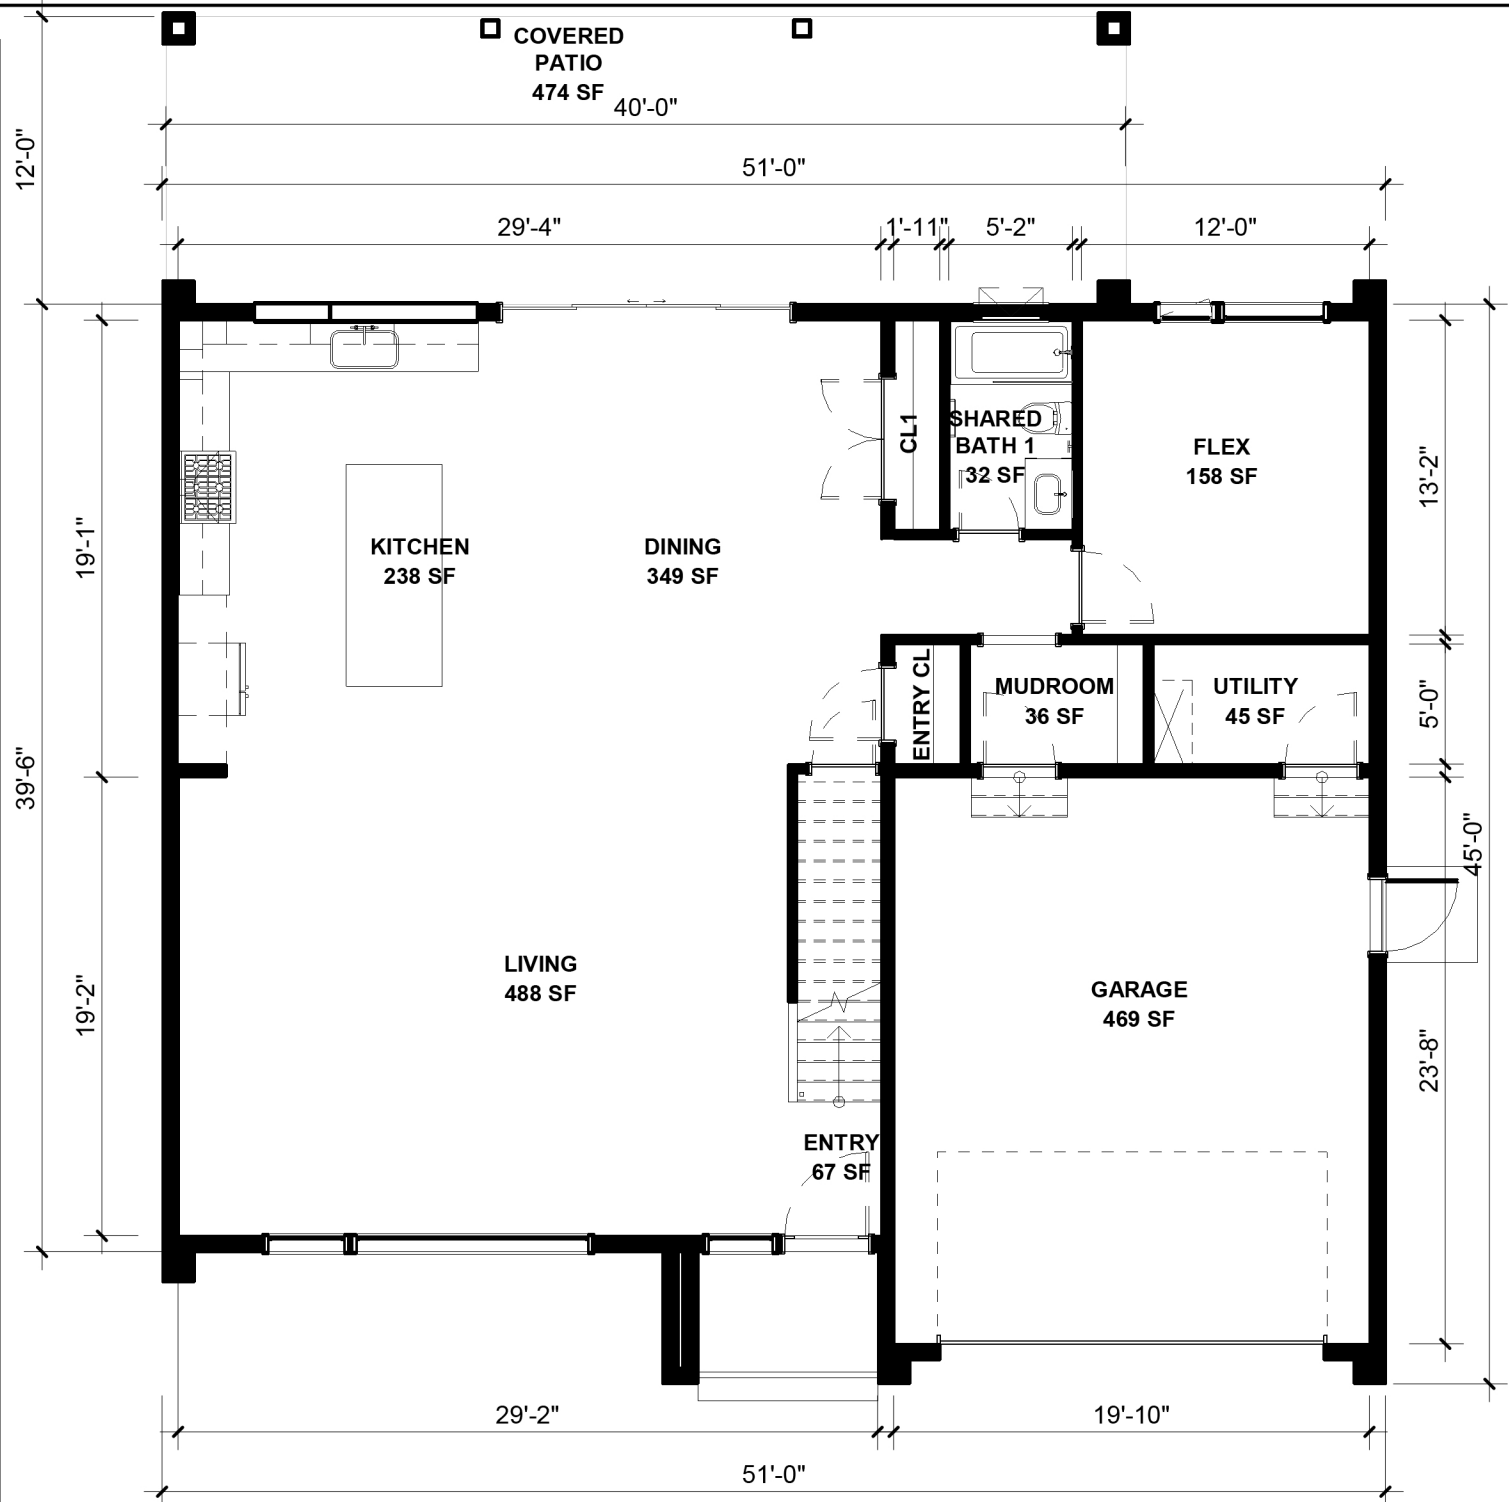 COVERED
PATIO
474 SF
40'-0"
12'-0"
51'-0"
29'-4"
1'-11"
5'-2"
12'-0"
CL1
SHARED
BATH 1
32 SF
FLEX
158 SF
13'-2"
19'-1"
KITCHEN
238 SF
DINING
349 SF
ENTRY CL
MUDROOM
36 SF
UTILITY
45 SF
5'-0"
39'-6"
45'-0"
LIVING
488 SF
GARAGE
469 SF
19'-2"
23'-8"
ENTRY
67 SF
29'-2"
19'-10"
51'-0"